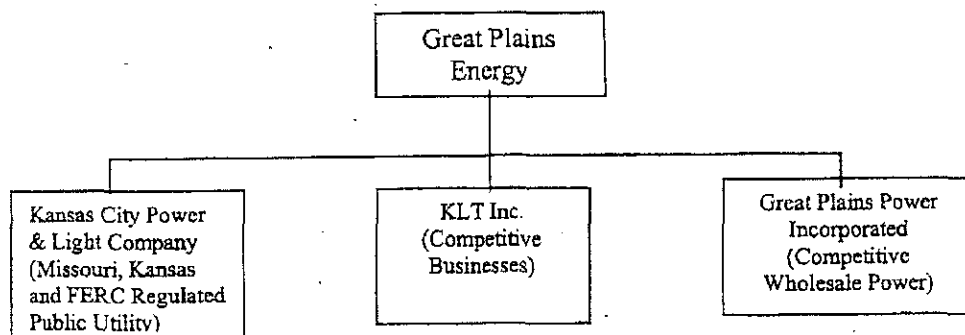 Great Plains
Energy
Kansas City Power
& Light Company
(Missouri, Kansas
and FERC Regulated
Public Utility)
KLT Inc.
(Competitive
Businesses)
Great Plains Power
Incorporated
(Competitive
Wholesale Power)